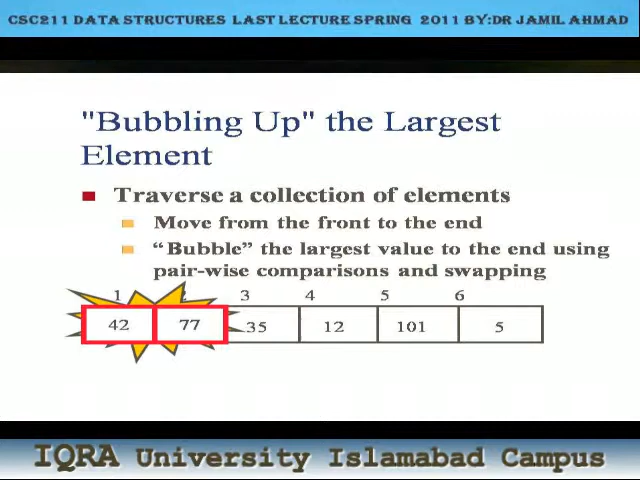 CSC211 DATA STRUCTURES LAST LECTURE SPRING 2011 BY:DR JAMIL AHMAD
"Bubbling Up" the Largest
Element
Traverse a collection of elements
Move from the front to the end
“Bubble” the largest value to the end using
pair-wise comparisons and swapping
1 2 3 4 5 6
42 77 35 12 101 5
IQRA University Islamabad Campus